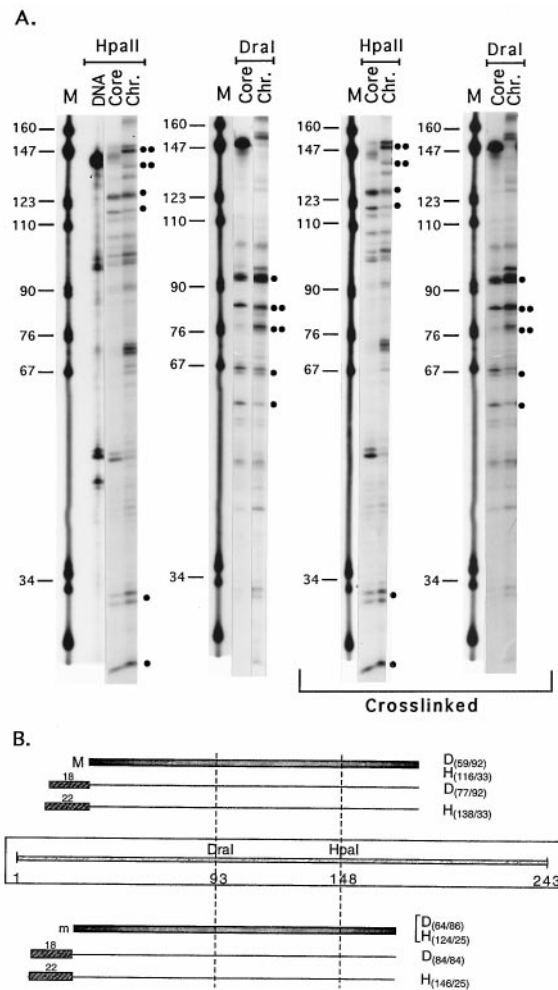 A.
HpaII
DraI
HpaII
DraI
M
DNA
Core
Chr.
M
Core
Chr.
M
Core
Chr.
M
Core
Chr.
160
147
123
110
90
76
67
34
160
147
123
110
90
76
67
34
160
147
123
110
90
76
67
34
160
147
123
110
90
76
67
34
Crosslinked
B.
M
D(59/92)
H(116/33)
18
D(77/92)
22
H(138/33)
DraI
HpaI
1
93
148
243
m
D(64/86)
H(124/25)
18
D(84/84)
22
H(146/25)